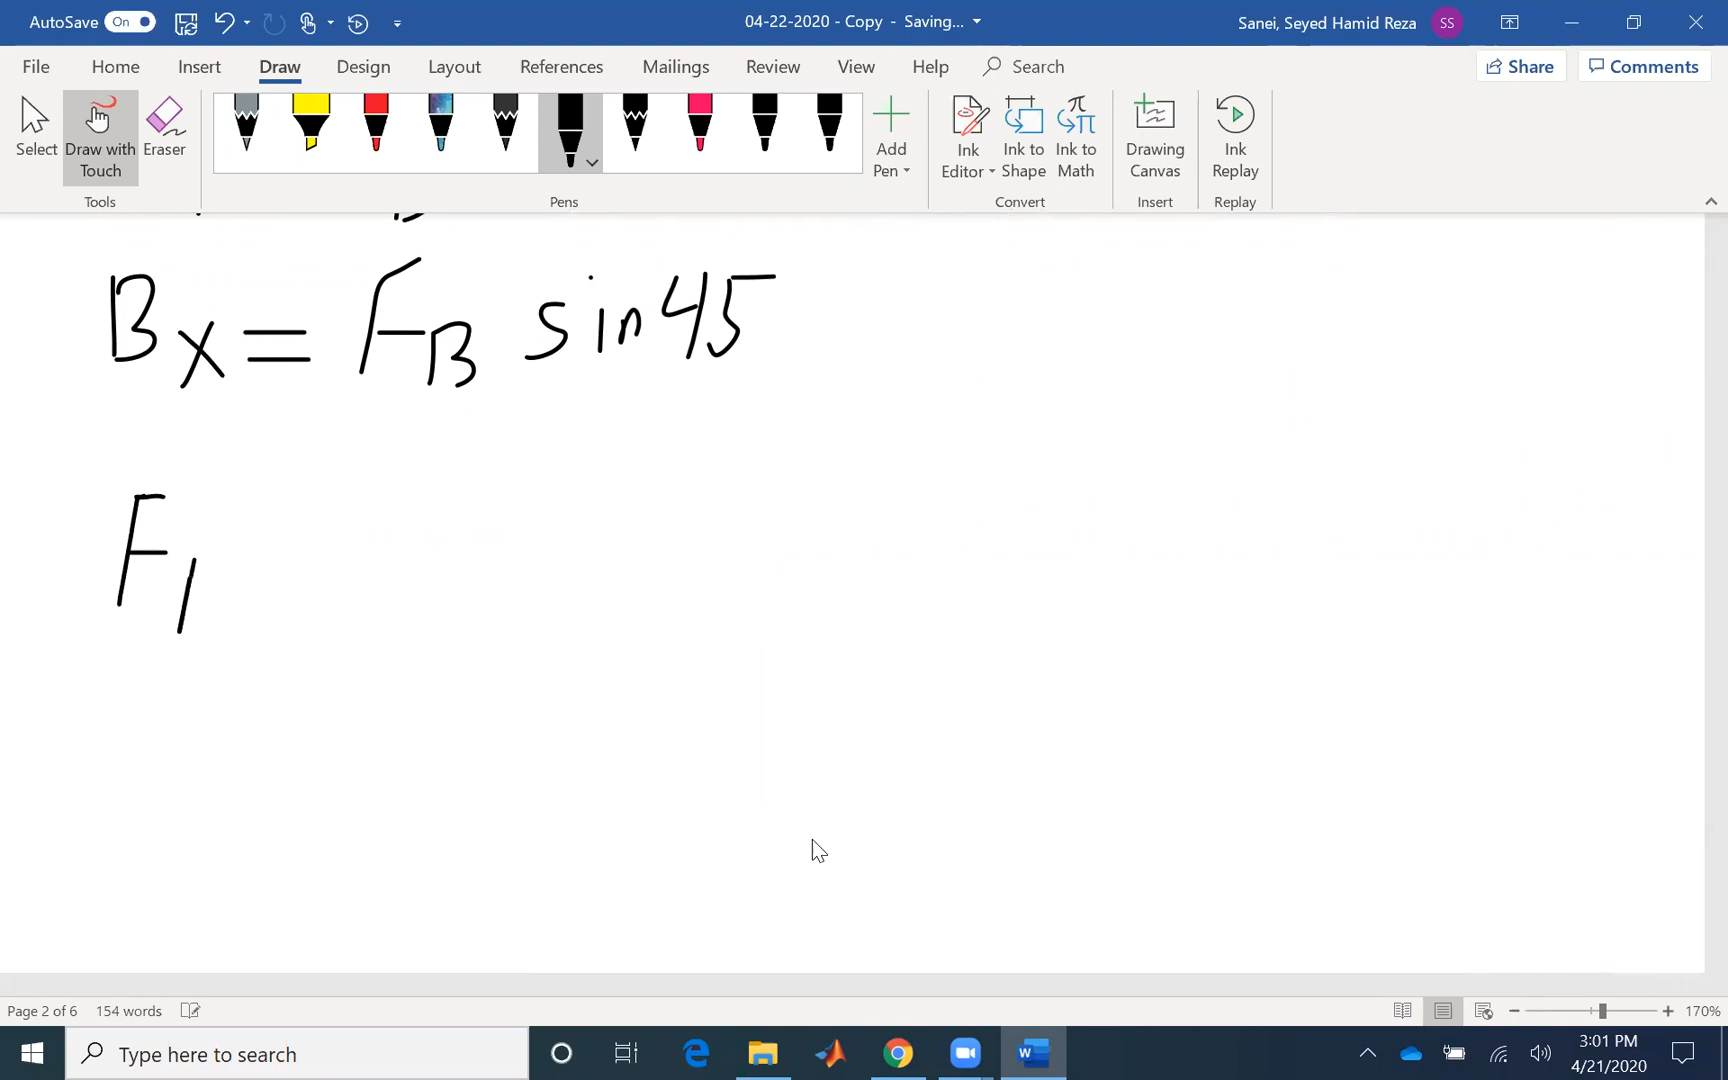 AutoSave On 04-22-2020 - Copy - Saving... Sanei, Seyed Hamid Reza SS
File Home Insert Draw Design Layout References Mailings Review View Help Search Share Comments
Select Draw with Touch Eraser Add Pen Ink Editor Ink to Shape Ink to Math Drawing Canvas Ink Replay
Tools Pens Convert Insert Replay
Bx = FB sin 45
F1
Page 2 of 6 154 words 170%
Type here to search 3:01 PM
4/21/2020